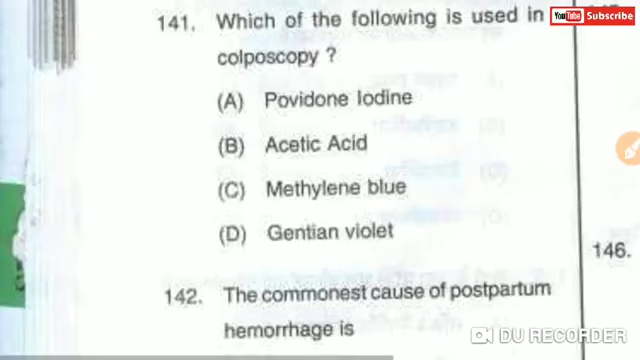 141. Which of the following is used in
colposcopy ?
(A) Povidone Iodine
(B) Acetic Acid
(C) Methylene blue
(D) Gentian violet
142. The commonest cause of postpartum
hemorrhage is
146.
YouTube Subscribe
DU RECORDER